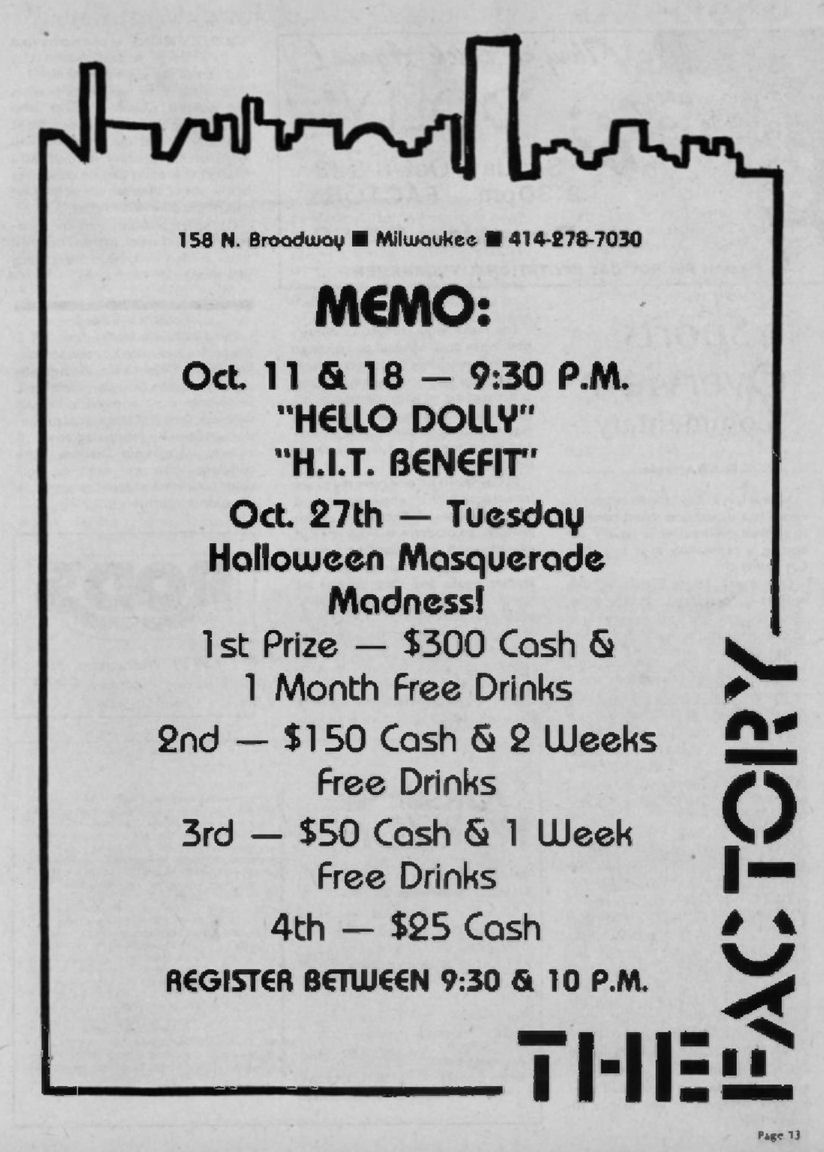 158 N. Broadway ■ Milwaukee ■ 414-278-7030
MEMO:
Oct. 11 & 18 — 9:30 P.M.
"HELLO DOLLY"
"H.I.T. BENEFIT"
Oct. 27th — Tuesday
Halloween Masquerade
Madness!
1st Prize — $300 Cash &
1 Month Free Drinks
2nd — $150 Cash & 2 Weeks
Free Drinks
3rd — $50 Cash & 1 Week
Free Drinks
4th — $25 Cash
REGISTER BETWEEN 9:30 & 10 P.M.
THE FACTORY
Page 13